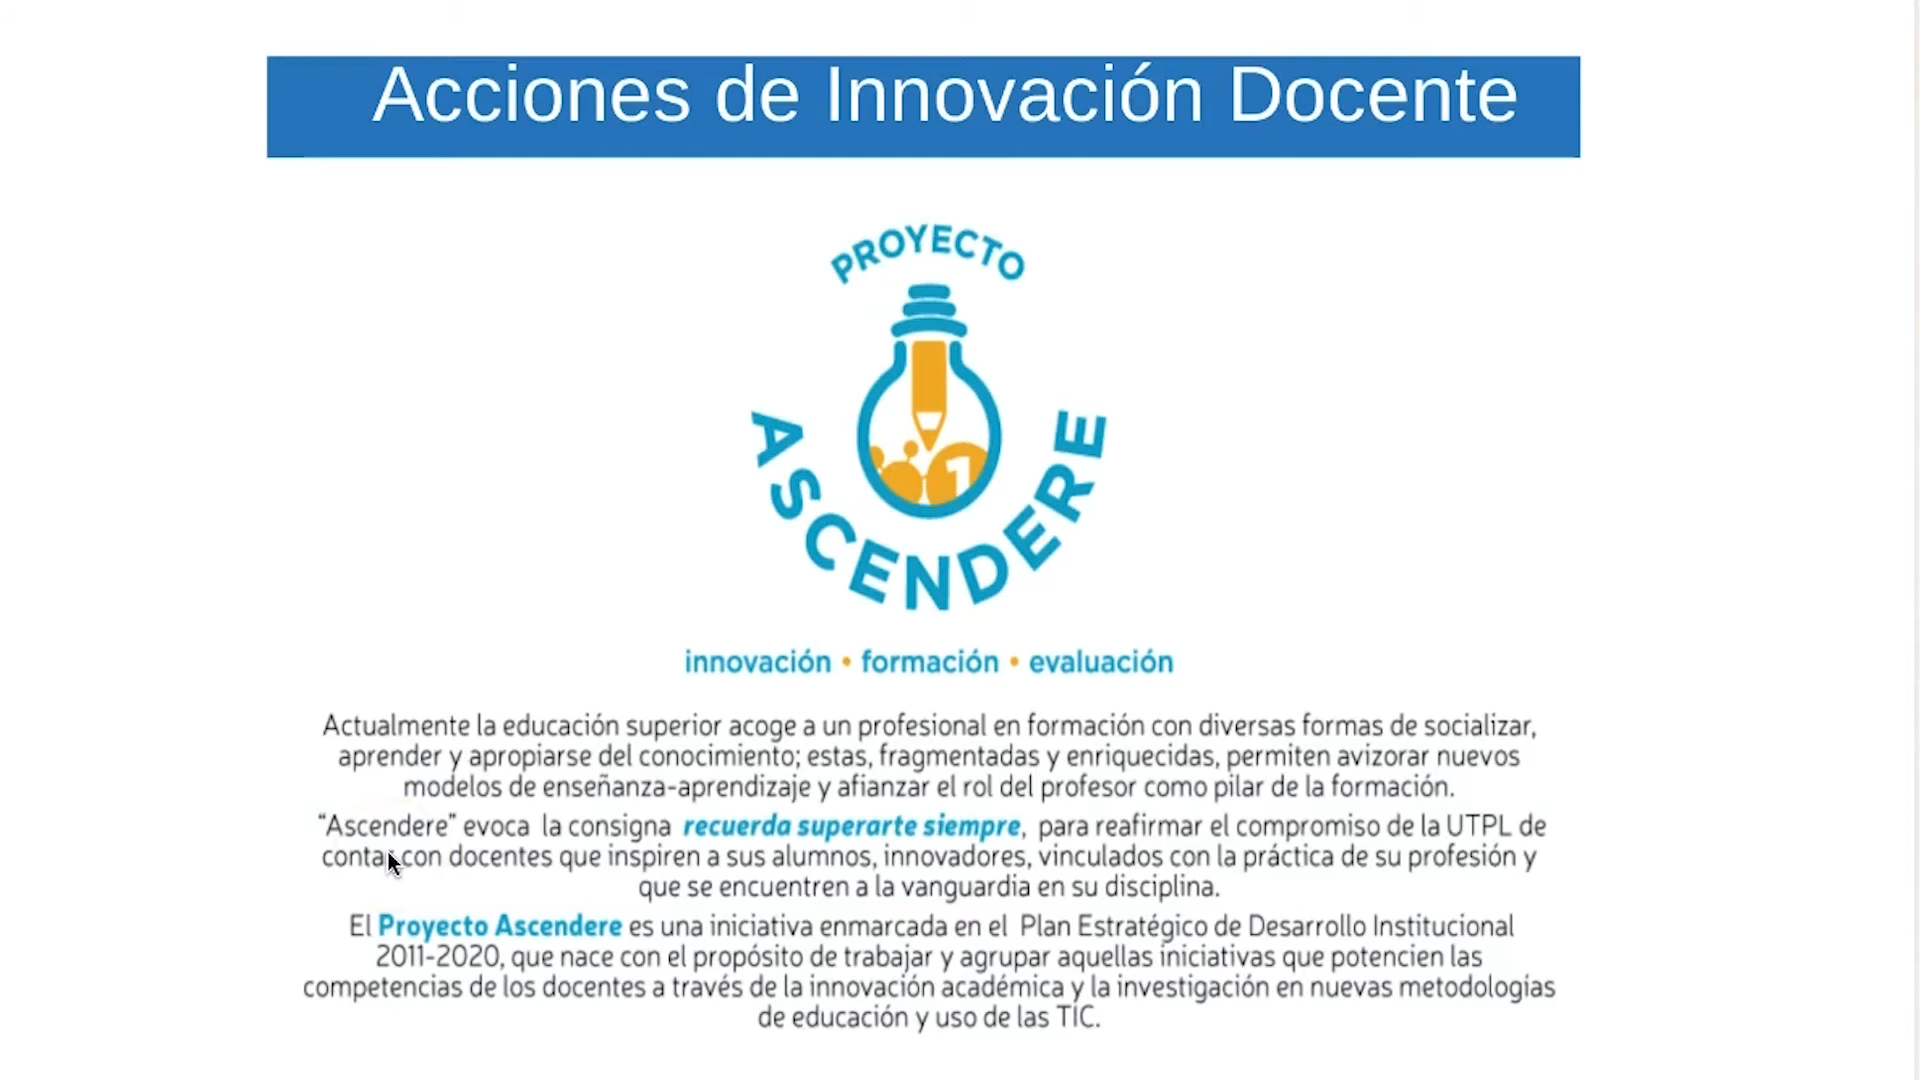 Acciones de Innovación Docente
PROYECTO
1
ASCENDERE
innovación • formación • evaluación
Actualmente la educación superior acoge a un profesional en formación con diversas formas de socializar,
aprender y apropiarse del conocimiento; estas, fragmentadas y enriquecidas, permiten avizorar nuevos
modelos de enseñanza-aprendizaje y afianzar el rol del profesor como pilar de la formación.
“Ascendere” evoca la consigna recuerda superarte siempre, para reafirmar el compromiso de la UTPL de
contar con docentes que inspiren a sus alumnos, innovadores, vinculados con la práctica de su profesión y
que se encuentren a la vanguardia en su disciplina.
El Proyecto Ascendere es una iniciativa enmarcada en el Plan Estratégico de Desarrollo Institucional
2011-2020, que nace con el propósito de trabajar y agrupar aquellas iniciativas que potencien las
competencias de los docentes a través de la innovación académica y la investigación en nuevas metodologías
de educación y uso de las TIC.